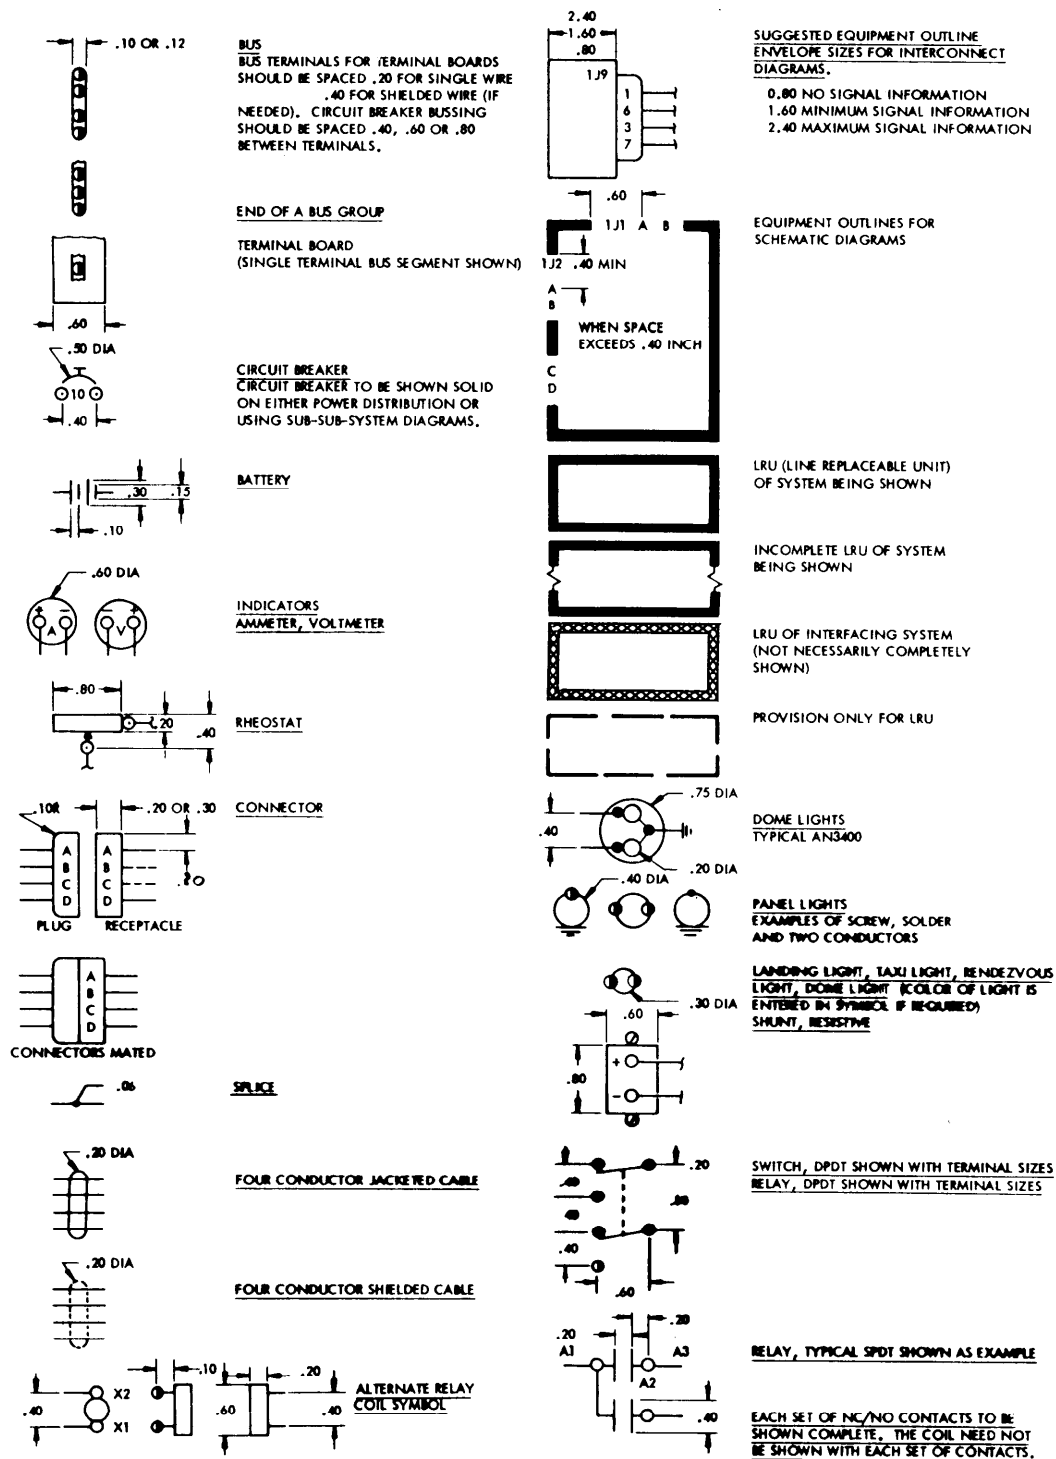 .10 OR .12
BUS
BUS TERMINALS FOR TERMINAL BOARDS
SHOULD BE SPACED .20 FOR SINGLE WIRE
.40 FOR SHIELDED WIRE (IF
NEEDED). CIRCUIT BREAKER BUSSING
SHOULD BE SPACED .40, .60 OR .80
BETWEEN TERMINALS.
END OF A BUS GROUP
TERMINAL BOARD
(SINGLE TERMINAL BUS SEGMENT SHOWN)
.60
.50 DIA
10
.40
CIRCUIT BREAKER
CIRCUIT BREAKER TO BE SHOWN SOLID
ON EITHER POWER DISTRIBUTION OR
USING SUB-SUB-SYSTEM DIAGRAMS.
BATTERY
.30 .15
.10
.60 DIA
+ - - +
A V
INDICATORS
AMMETER, VOLTMETER
.80
.20
.40
RHEOSTAT
.10R
.20 OR .30
CONNECTOR
A A
B B
C C
D D
.20
PLUG RECEPTACLE
A
B
C
D
CONNECTORS MATED
.06
SPLICE
.20 DIA
FOUR CONDUCTOR JACKETED CABLE
.20 DIA
FOUR CONDUCTOR SHIELDED CABLE
.10
.20
X2
.40
X1
.60
.40
ALTERNATE RELAY
COIL SYMBOL
2.40
1.60
.80
1J9
1
6
3
7
SUGGESTED EQUIPMENT OUTLINE
ENVELOPE SIZES FOR INTERCONNECT
DIAGRAMS.
0.80 NO SIGNAL INFORMATION
1.60 MINIMUM SIGNAL INFORMATION
2.40 MAXIMUM SIGNAL INFORMATION
.60
1J1 A B
1J2 .40 MIN
A
B
WHEN SPACE
EXCEEDS .40 INCH
C
D
EQUIPMENT OUTLINES FOR
SCHEMATIC DIAGRAMS
LRU (LINE REPLACEABLE UNIT)
OF SYSTEM BEING SHOWN
INCOMPLETE LRU OF SYSTEM
BEING SHOWN
LRU OF INTERFACING SYSTEM
(NOT NECESSARILY COMPLETELY
SHOWN)
PROVISION ONLY FOR LRU
.75 DIA
.40
.20 DIA
DOME LIGHTS
TYPICAL AN3400
.40 DIA
PANEL LIGHTS
EXAMPLES OF SCREW, SOLDER
AND TWO CONDUCTORS
.30 DIA
LANDING LIGHT, TAXI LIGHT, RENDEZVOUS
LIGHT, DOME LIGHT (COLOR OF LIGHT IS
ENTERED IN SYMBOL IF REQUIRED)
SHUNT, RESISTIVE
.60
+
.80
-
.20
.40
.40
.80
.40
.60
SWITCH, DPDT SHOWN WITH TERMINAL SIZES
RELAY, DPDT SHOWN WITH TERMINAL SIZES
.20
.20
A1 A3
A2
.40
RELAY, TYPICAL SPDT SHOWN AS EXAMPLE
EACH SET OF NC/NO CONTACTS TO BE
SHOWN COMPLETE. THE COIL NEED NOT
BE SHOWN WITH EACH SET OF CONTACTS.